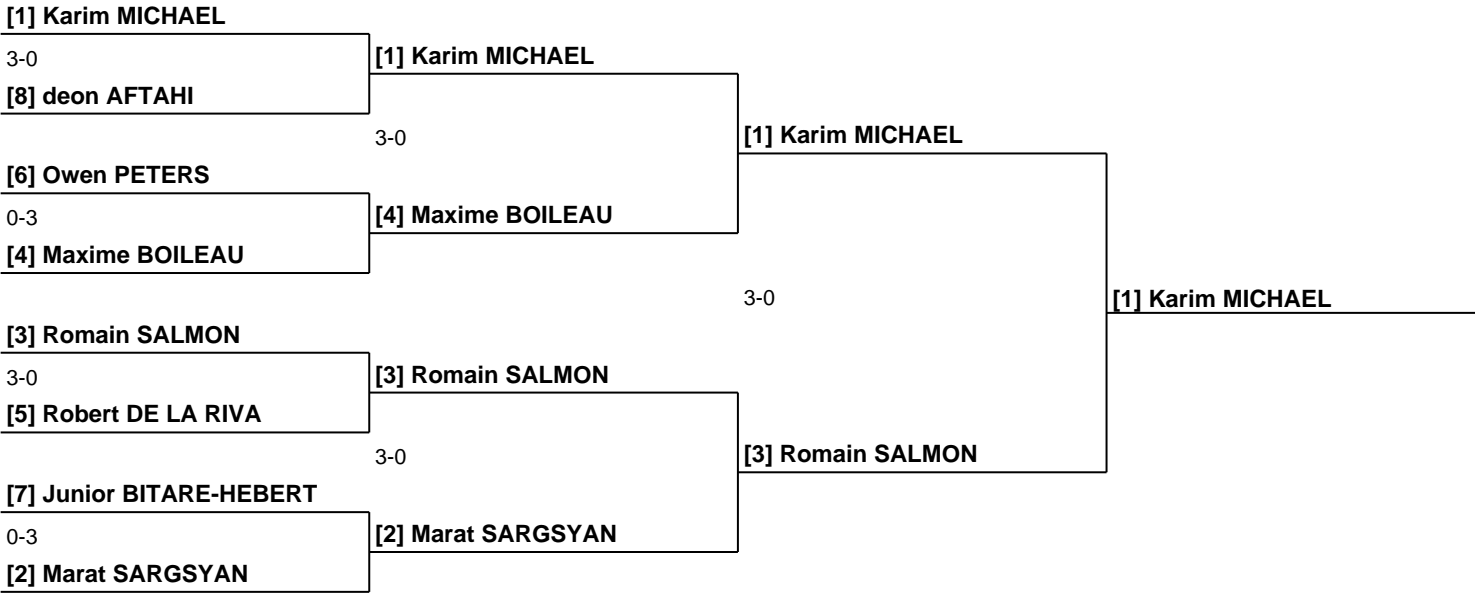 [1] Karim MICHAEL
3-0
[8] deon AFTAHI
[6] Owen PETERS
0-3
[4] Maxime BOILEAU
[3] Romain SALMON
3-0
[5] Robert DE LA RIVA
[7] Junior BITARE-HEBERT
0-3
[2] Marat SARGSYAN
[1] Karim MICHAEL
3-0
[4] Maxime BOILEAU
[3] Romain SALMON
3-0
[2] Marat SARGSYAN
[1] Karim MICHAEL
3-0
[3] Romain SALMON
[1] Karim MICHAEL